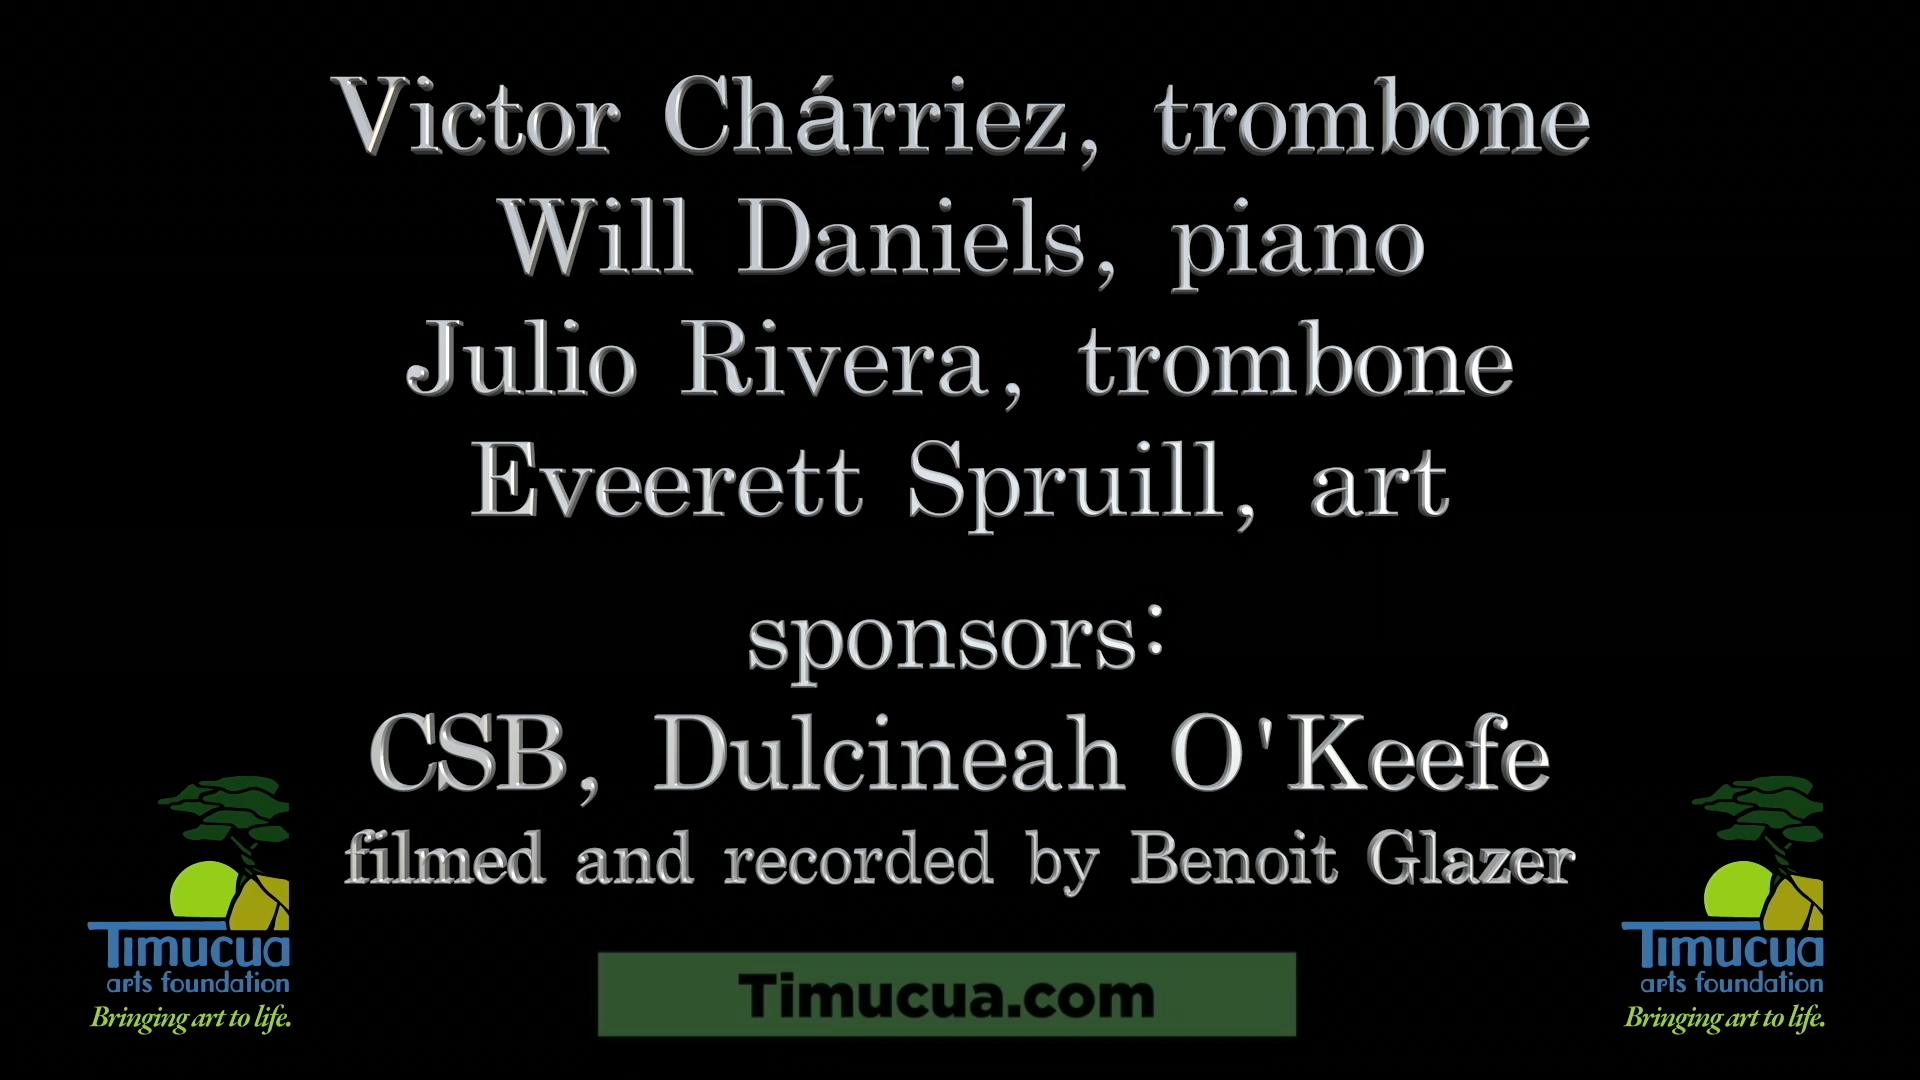 Victor Chárriez, trombone
Will Daniels, piano
Julio Rivera, trombone
Eveerett Spruill, art
sponsors:
CSB, Dulcineah O'Keefe
filmed and recorded by Benoit Glazer
Timucua
arts foundation
Bringing art to life.
Timucua.com
Timucua
arts foundation
Bringing art to life.